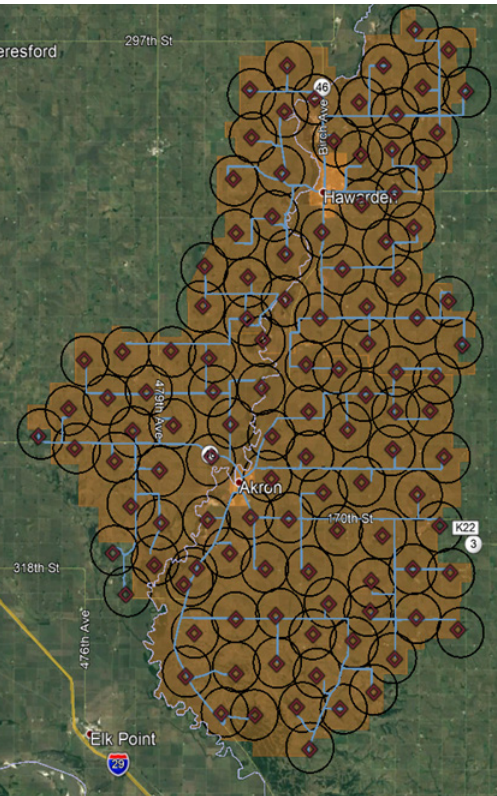 297th St
eresford
46
Birch Ave
Hawarden
479th Ave
Akron
170th St
K22
3
318th St
476th Ave
Elk Point
29